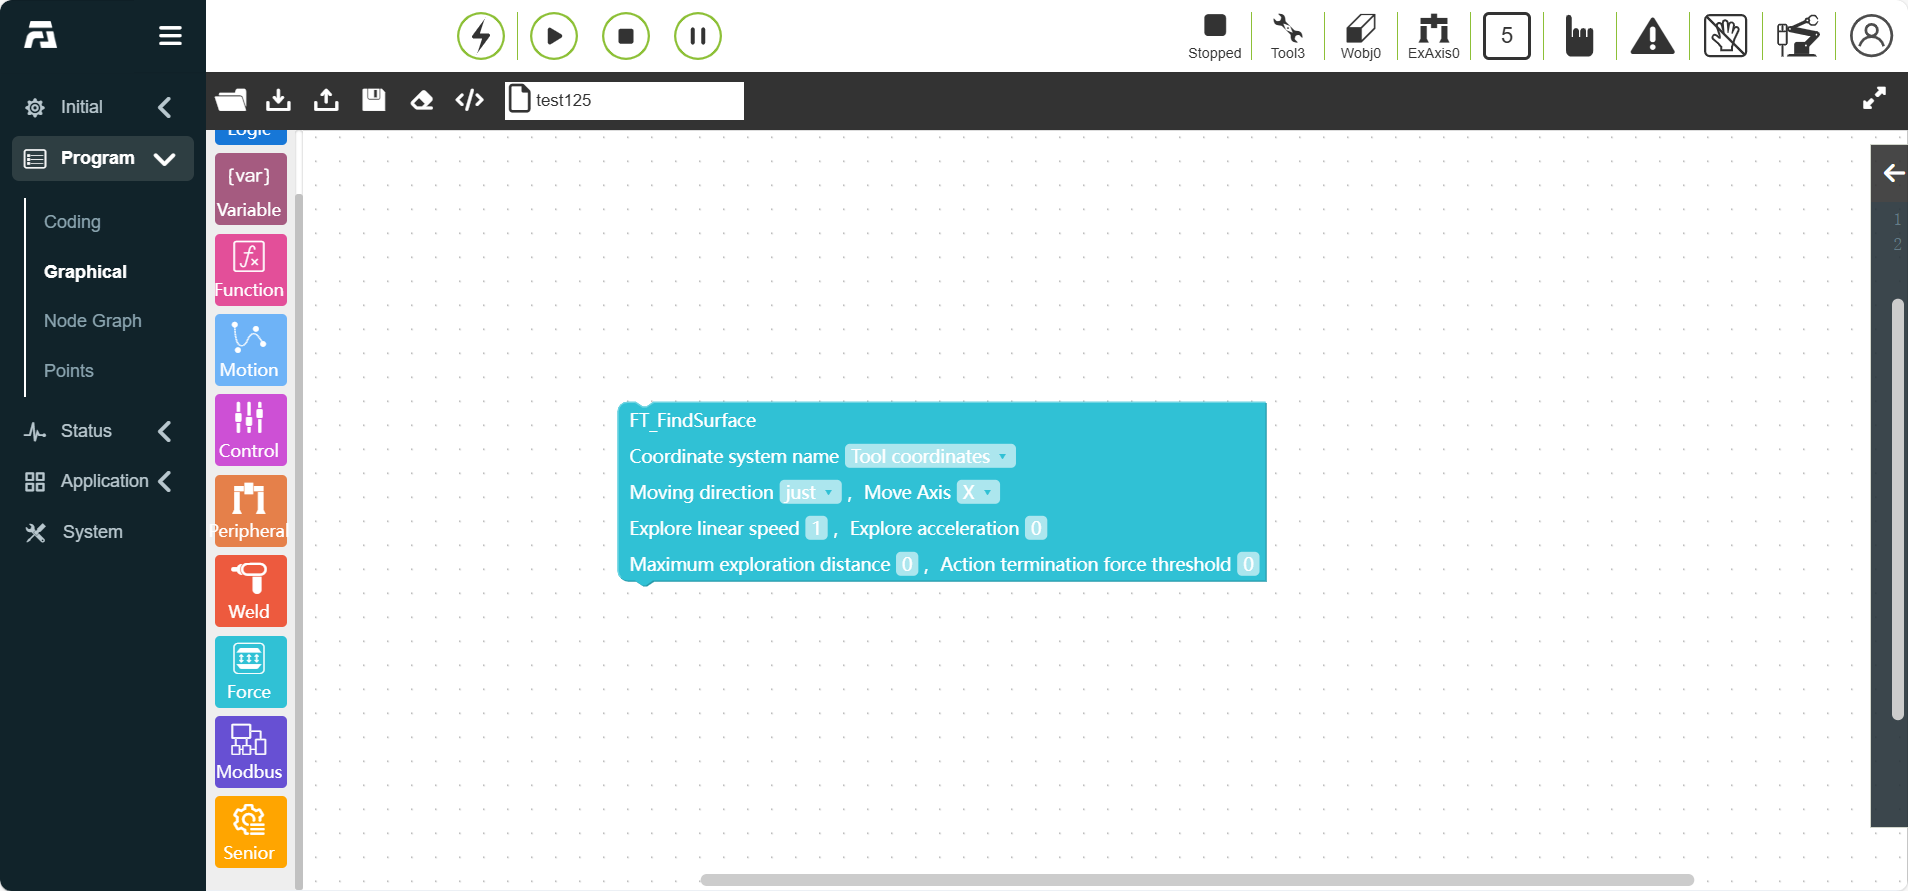 Stopped
Tool3
Wobj0
ExAxis0
5
Initial
Program
Coding
Graphical
Node Graph
Points
Status
Application
System
test125
Logic
{var}
Variable
fx
Function
Motion
Control
Peripheral
Weld
Force
Modbus
Senior
FT_FindSurface
Coordinate system name Tool coordinates
Moving direction just , Move Axis X
Explore linear speed 1 , Explore acceleration 0
Maximum exploration distance 0 , Action termination force threshold 0
1
2